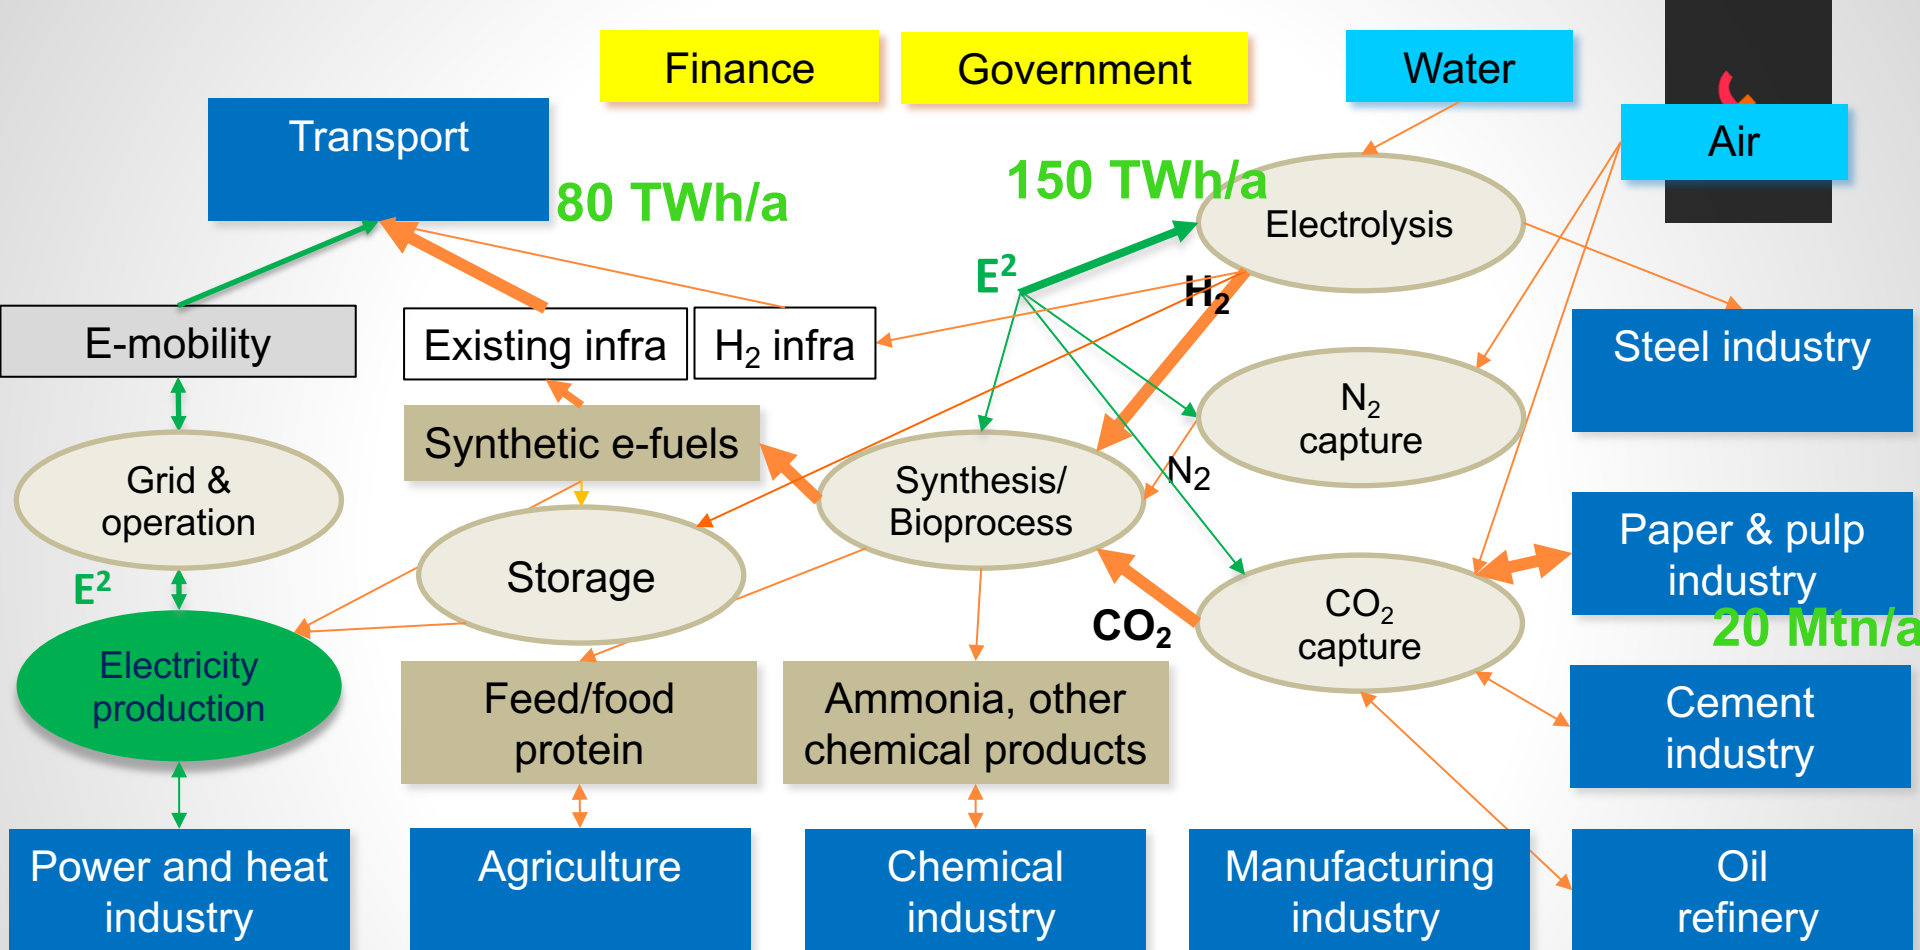 Finance
Government
Water
Transport
Air
80 TWh/a
150 TWh/a
Electrolysis
E²
H₂
E-mobility
Existing infra
H₂ infra
Steel industry
N₂
capture
Synthetic e-fuels
Grid &
operation
Synthesis/
Bioprocess
N2
Paper & pulp
industry
Storage
E²
CO₂
CO₂
capture
20 Mtn/a
Electricity
production
Feed/food
protein
Ammonia, other
chemical products
Cement
industry
Power and heat
industry
Agriculture
Chemical
industry
Manufacturing
industry
Oil
refinery